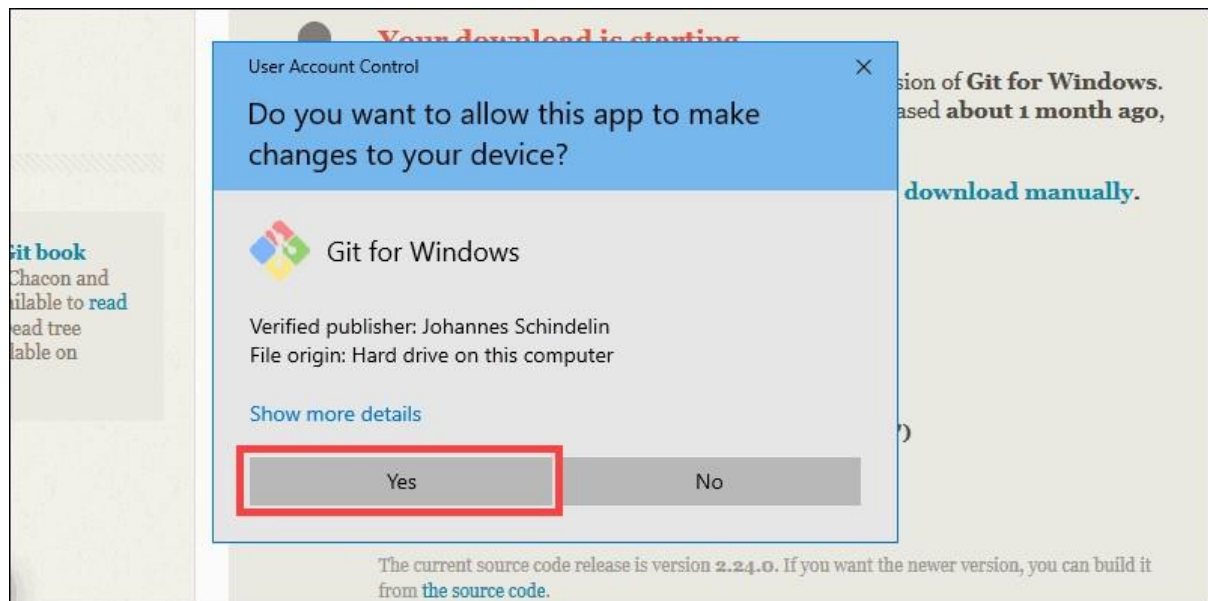 Your download is starting
User Account Control
Do you want to allow this app to make
changes to your device?
sion of Git for Windows.
ased about 1 month ago,
download manually.
Git book
Chacon and
ailable to read
ead tree
lable on
Git for Windows
Verified publisher: Johannes Schindelin
File origin: Hard drive on this computer
Show more details
Yes
No
')
The current source code release is version 2.24.0. If you want the newer version, you can build it
from the source code.